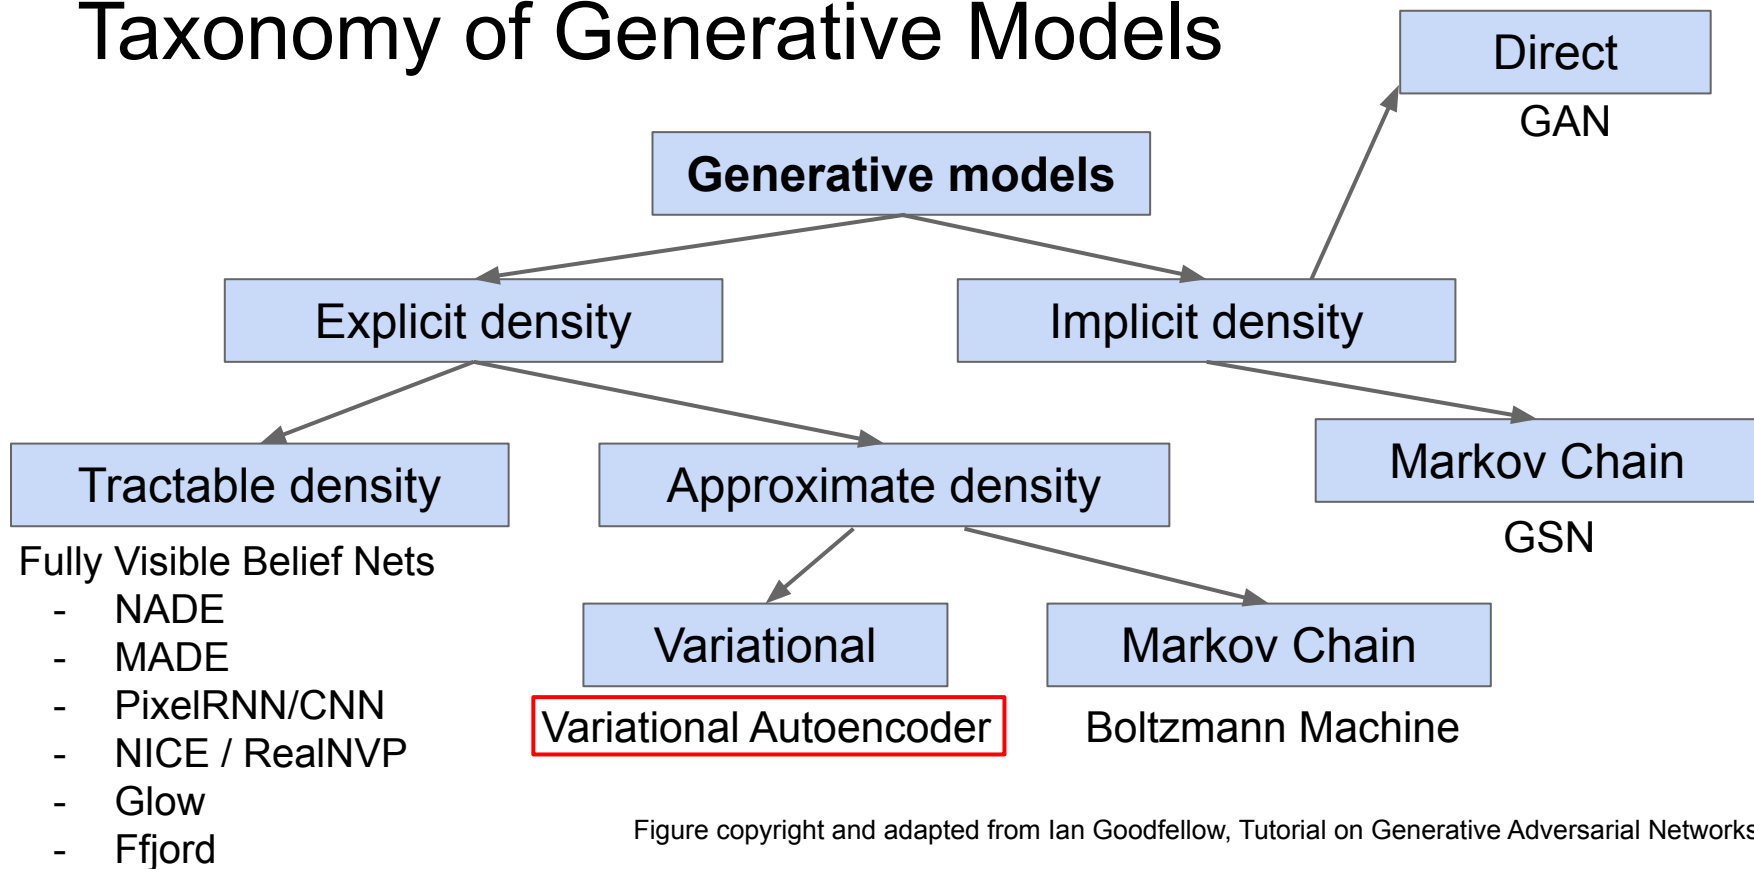 Taxonomy of Generative Models
Direct
GAN
Generative models
Explicit density
Implicit density
Tractable density
Approximate density
Markov Chain
GSN
Fully Visible Belief Nets
- NADE
- MADE
- PixelRNN/CNN
- NICE / RealNVP
- Glow
- Ffjord
Variational
Markov Chain
Variational Autoencoder
Boltzmann Machine
Figure copyright and adapted from Ian Goodfellow, Tutorial on Generative Adversarial Networks